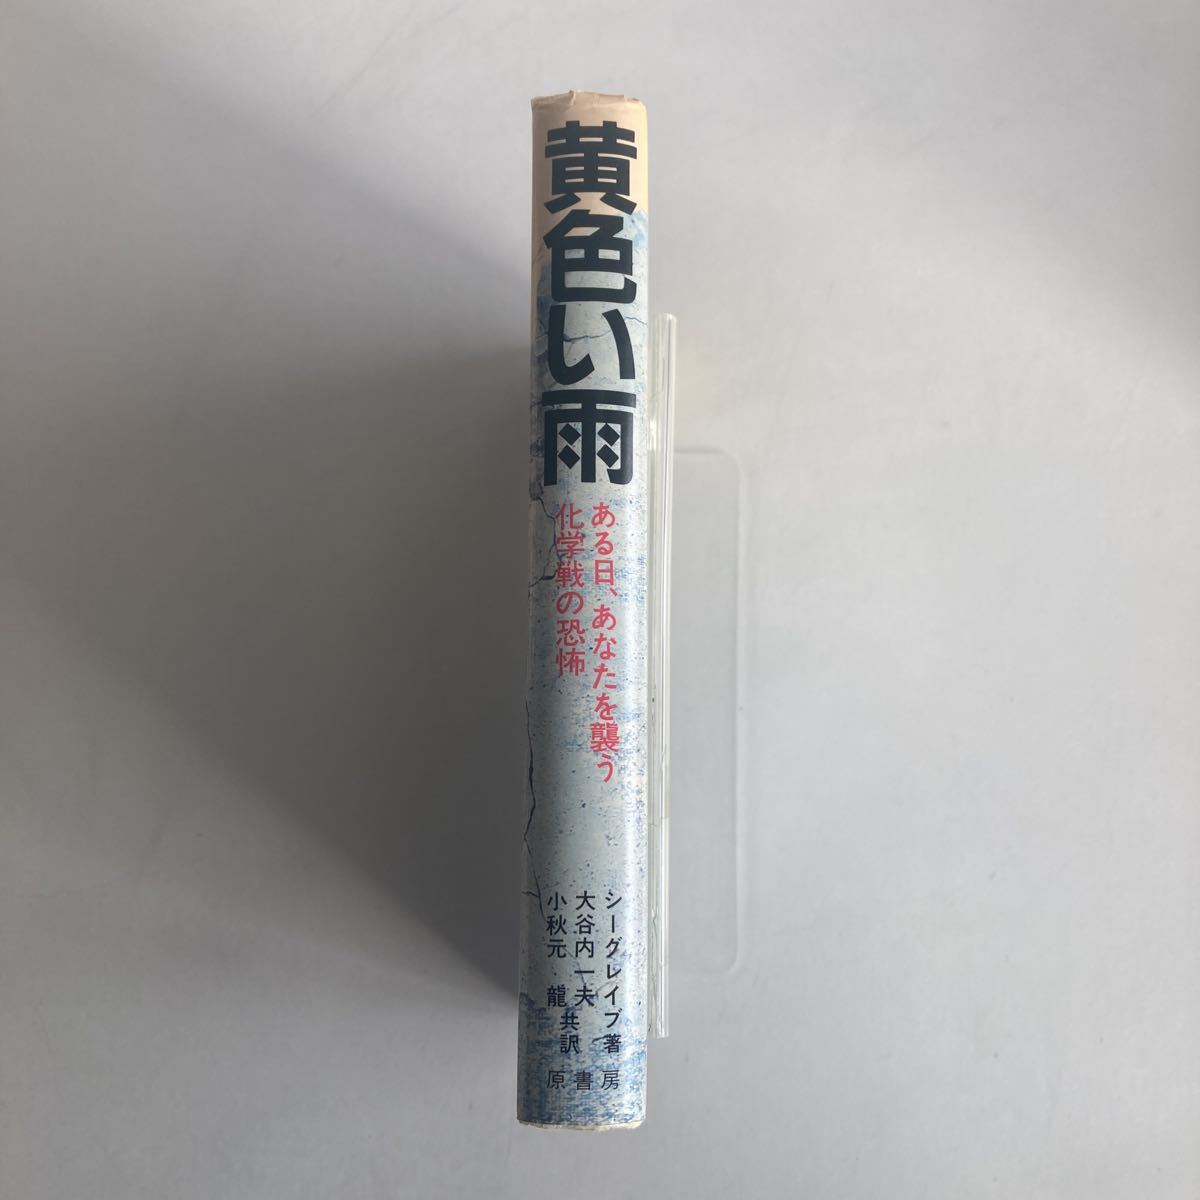 黄色い雨
ある日、あなたを襲う
化学戦の恐怖
シーグレイブ著
大谷内一夫
小秋元 龍
共訳
原書房